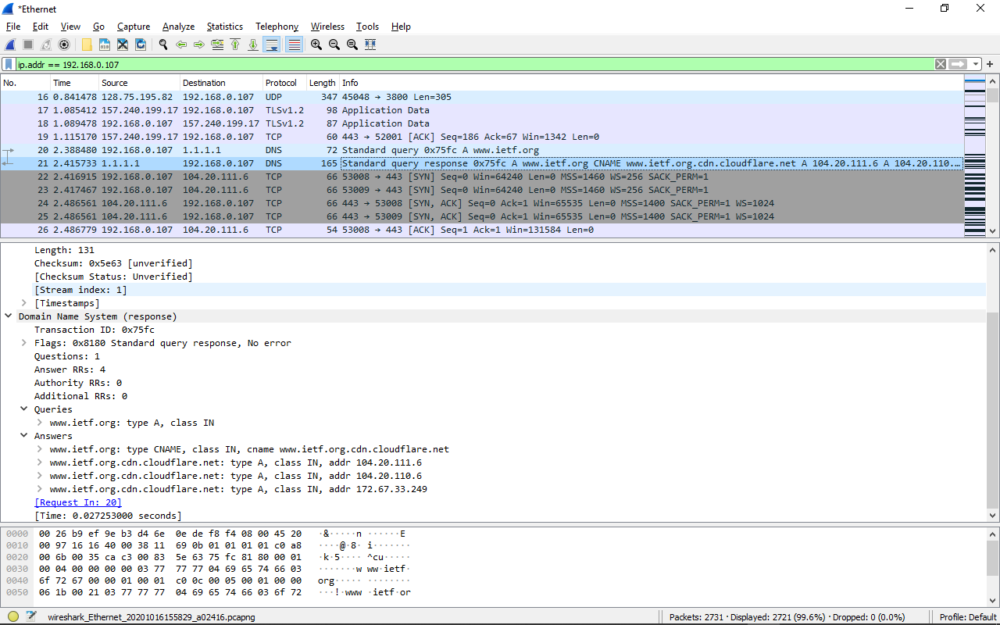 *Ethernet
File Edit View Go Capture Analyze Statistics Telephony Wireless Tools Help
ip.addr == 192.168.0.107
No. Time Source Destination Protocol Length Info
16 0.841478 128.75.195.82 192.168.0.107 UDP 347 45048 → 3800 Len=305
17 1.085412 157.240.199.17 192.168.0.107 TLSv1.2 98 Application Data
18 1.089478 192.168.0.107 157.240.199.17 TLSv1.2 87 Application Data
19 1.115170 157.240.199.17 192.168.0.107 TCP 60 443 → 52001 [ACK] Seq=186 Ack=67 Win=1342 Len=0
20 2.388480 192.168.0.107 1.1.1.1 DNS 72 Standard query 0x75fc A www.ietf.org
21 2.415733 1.1.1.1 192.168.0.107 DNS 165 Standard query response 0x75fc A www.ietf.org CNAME www.ietf.org.cdn.cloudflare.net A 104.20.111.6 A 104.20.110....
22 2.416915 192.168.0.107 104.20.111.6 TCP 66 53008 → 443 [SYN] Seq=0 Win=64240 Len=0 MSS=1460 WS=256 SACK_PERM=1
23 2.417467 192.168.0.107 104.20.111.6 TCP 66 53009 → 443 [SYN] Seq=0 Win=64240 Len=0 MSS=1460 WS=256 SACK_PERM=1
24 2.486561 104.20.111.6 192.168.0.107 TCP 66 443 → 53008 [SYN, ACK] Seq=0 Ack=1 Win=65535 Len=0 MSS=1400 SACK_PERM=1 WS=1024
25 2.486561 104.20.111.6 192.168.0.107 TCP 66 443 → 53009 [SYN, ACK] Seq=0 Ack=1 Win=65535 Len=0 MSS=1400 SACK_PERM=1 WS=1024
26 2.486779 192.168.0.107 104.20.111.6 TCP 54 53008 → 443 [ACK] Seq=1 Ack=1 Win=131584 Len=0
Length: 131
Checksum: 0x5e63 [unverified]
[Checksum Status: Unverified]
[Stream index: 1]
[Timestamps]
Domain Name System (response)
Transaction ID: 0x75fc
Flags: 0x8180 Standard query response, No error
Questions: 1
Answer RRs: 4
Authority RRs: 0
Additional RRs: 0
Queries
www.ietf.org: type A, class IN
Answers
www.ietf.org: type CNAME, class IN, cname www.ietf.org.cdn.cloudflare.net
www.ietf.org.cdn.cloudflare.net: type A, class IN, addr 104.20.111.6
www.ietf.org.cdn.cloudflare.net: type A, class IN, addr 104.20.110.6
www.ietf.org.cdn.cloudflare.net: type A, class IN, addr 172.67.33.249
[Request In: 20]
[Time: 0.027253000 seconds]
0000 00 26 b9 ef 9e b3 d4 6e 0e de f8 f4 08 00 45 20 ·&·····n ······E
0010 00 97 16 16 40 00 38 11 69 0b 01 01 01 01 c0 a8 ····@·8· i·······
0020 00 6b 00 35 ca c3 00 83 5e 63 75 fc 81 80 00 01 ·k·5···· ^cu·····
0030 00 04 00 00 00 00 03 77 77 77 04 69 65 74 66 03 ·······w ww·ietf·
0040 6f 72 67 00 00 01 00 01 c0 0c 00 05 00 01 00 00 org····· ········
0050 06 1b 00 21 03 77 77 77 04 69 65 74 66 03 6f 72 ···!·www ·ietf·or
wireshark_Ethernet_20201016155829_a02416.pcapng Packets: 2731 · Displayed: 2721 (99.6%) · Dropped: 0 (0.0%) Profile: Default